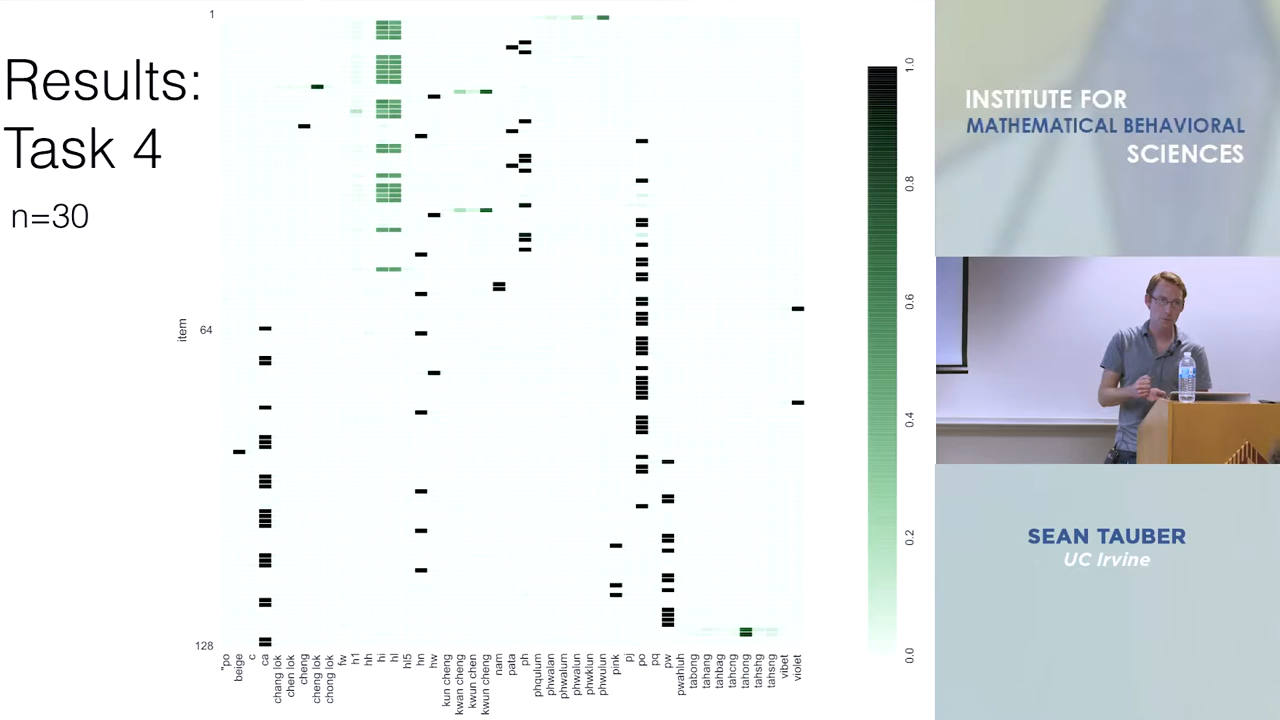 Results:
Task 4
n=30
1
64
128
item
"po
beige
c
ca
chang lok
chen lok
cheng
cheng lok
chong lok
fw
h1
hh
hi
hl
hl5
hn
hw
kun cheng
kwan cheng
kwun chen
kwun cheng
nam
pata
ph
phqulum
phwalan
phwalum
phwalun
phwklun
phwulun
pink
pj
po
pq
pw
pwahluh
tabong
tahang
tahbag
tahcng
tahong
tahshg
tahsng
vibet
violet
1.0
0.8
0.6
0.4
0.2
0.0
INSTITUTE FOR
MATHEMATICAL BEHAVIORAL
SCIENCES
SEAN TAUBER
UC Irvine